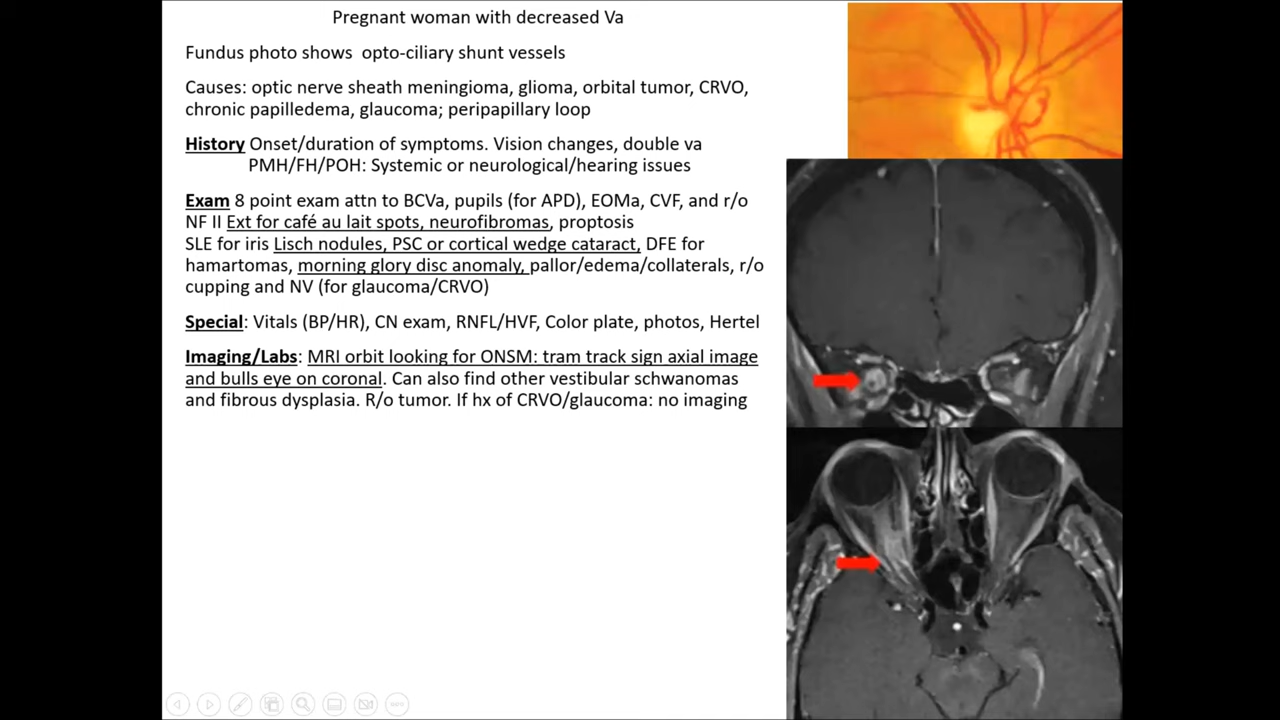 Pregnant woman with decreased Va
Fundus photo shows  opto-ciliary shunt vessels
Causes: optic nerve sheath meningioma, glioma, orbital tumor, CRVO,
chronic papilledema, glaucoma; peripapillary loop
History Onset/duration of symptoms. Vision changes, double va
PMH/FH/POH: Systemic or neurological/hearing issues
Exam 8 point exam attn to BCVa, pupils (for APD), EOMa, CVF, and r/o
NF II Ext for café au lait spots, neurofibromas, proptosis
SLE for iris Lisch nodules, PSC or cortical wedge cataract, DFE for
hamartomas, morning glory disc anomaly, pallor/edema/collaterals, r/o
cupping and NV (for glaucoma/CRVO)
Special: Vitals (BP/HR), CN exam, RNFL/HVF, Color plate, photos, Hertel
Imaging/Labs: MRI orbit looking for ONSM: tram track sign axial image
and bulls eye on coronal. Can also find other vestibular schwanomas
and fibrous dysplasia. R/o tumor. If hx of CRVO/glaucoma: no imaging